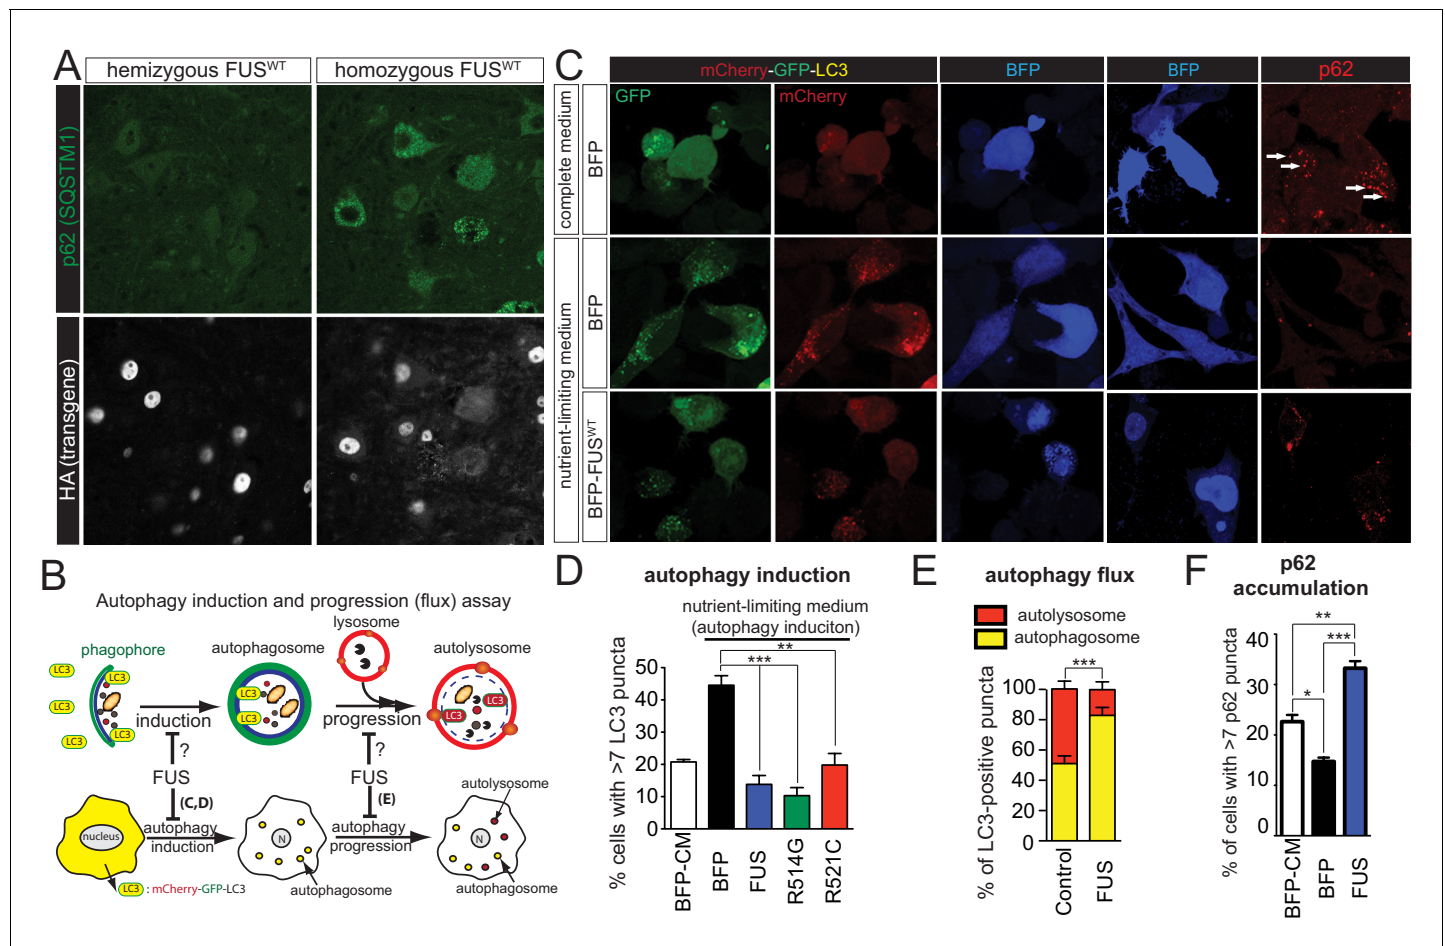 A
hemizygous FUSWT
homozygous FUSWT
p62 (SQSTM1)
HA (transgene)
C
mCherry-GFP-LC3
BFP
BFP
p62
GFP
mCherry
complete medium
BFP
nutrient-limiting medium
BFP
BFP-FUSWT
B
Autophagy induction and progression (flux) assay
phagophore
autophagosome
lysosome
autolysosome
LC3
LC3
LC3
LC3
LC3
LC3
LC3
LC3
LC3
induction
progression
?
?
FUS
FUS
(C,D)
(E)
nucleus
autophagy
induction
N
autophagy
progression
N
autolysosome
autophagosome
autophagosome
LC3 : mCherry-GFP-LC3
D
autophagy induction
nutrient-limiting medium
(autophagy induciton)
**
***
% cells with >7 LC3 puncta
50
40
30
20
10
0
BFP-CM
BFP
FUS
R514G
R521C
E
autophagy flux
autolysosome
autophagosome
***
% of LC3-positive puncta
100
80
60
40
20
0
Control
FUS
F
p62
accumulation
**
***
*
% of cells with >7 p62 puncta
40
30
20
10
0
BFP-CM
BFP
FUS